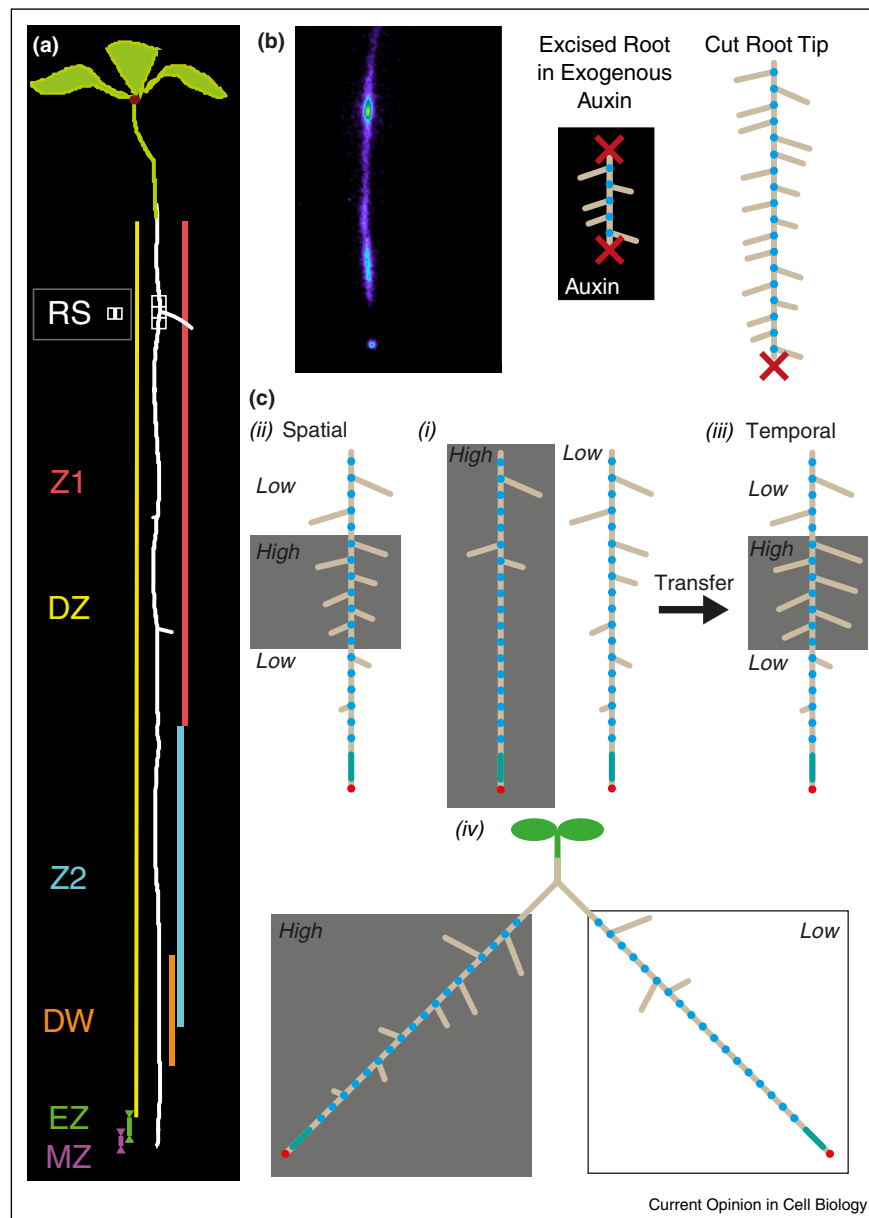 (a)
RS
Z1
DZ
Z2
DW
EZ
MZ
(b)
Excised Root
in Exogenous
Auxin
Auxin
Cut Root Tip
(c)
(ii) Spatial
Low
High
Low
(i)
High
Low
Transfer
(iii) Temporal
Low
High
Low
(iv)
High
Low
Current Opinion in Cell Biology